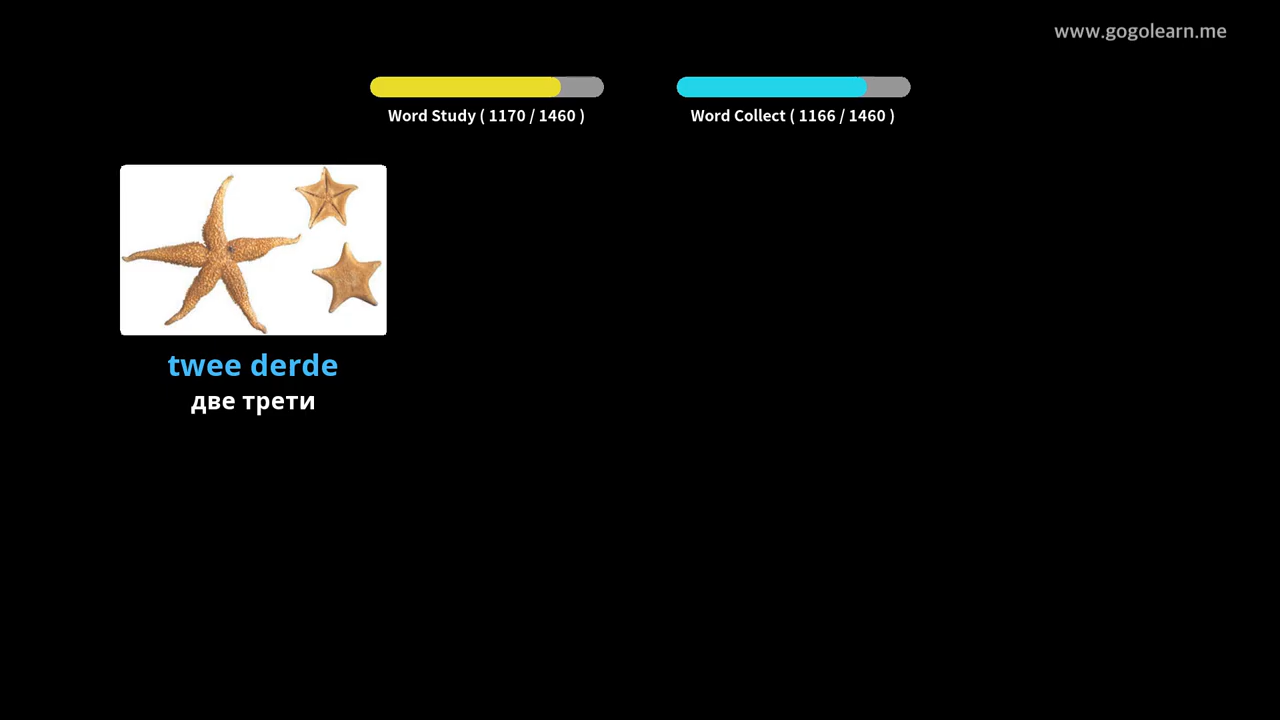 www.gogolearn.me
Word Study ( 1170 / 1460 )
Word Collect ( 1166 / 1460 )
twee derde
две трети